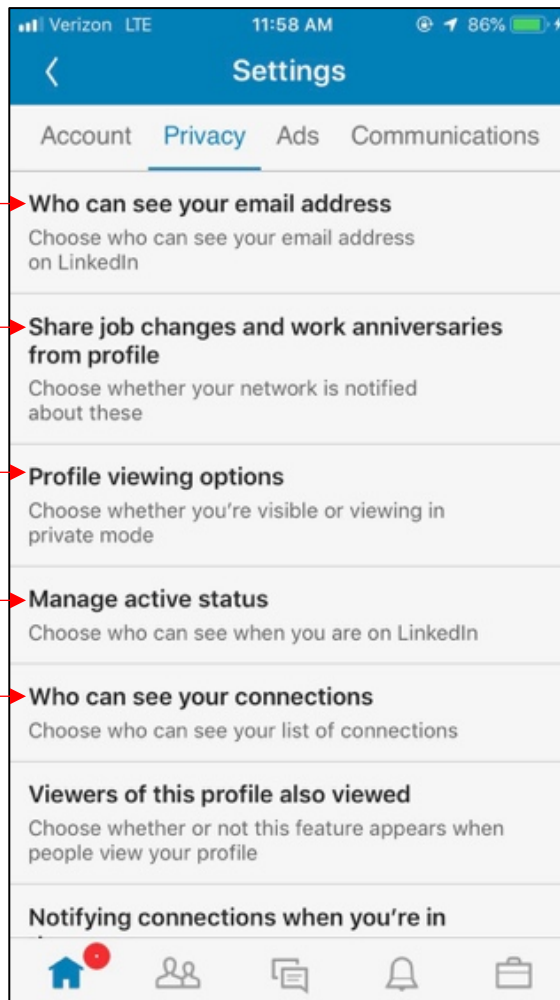 Verizon LTE 11:58 AM 86%
Settings
Account Privacy Ads Communications
Who can see your email address
Choose who can see your email address
on LinkedIn
Share job changes and work anniversaries
from profile
Choose whether your network is notified
about these
Profile viewing options
Choose whether you're visible or viewing in
private mode
Manage active status
Choose who can see when you are on LinkedIn
Who can see your connections
Choose who can see your list of connections
Viewers of this profile also viewed
Choose whether or not this feature appears when
people view your profile
Notifying connections when you're in